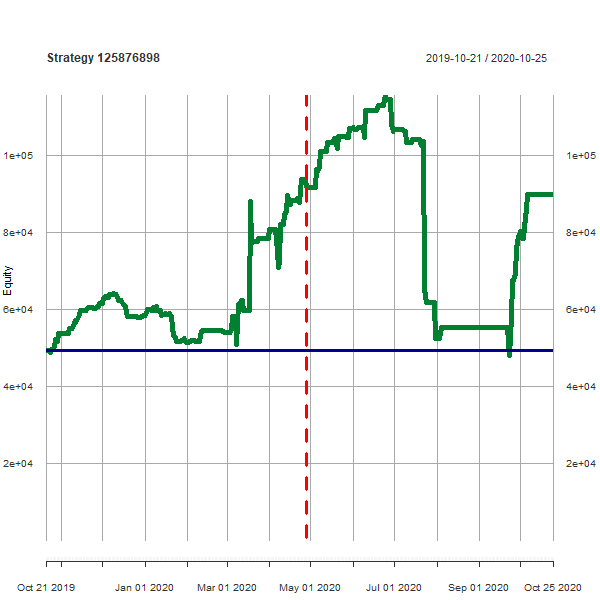 Strategy 125876898
2019-10-21 / 2020-10-25
1e+05
1e+05
8e+04
8e+04
Equity
6e+04
6e+04
4e+04
4e+04
2e+04
2e+04
Oct 21 2019
Jan 01 2020
Mar 01 2020
May 01 2020
Jul 01 2020
Sep 01 2020
Oct 25 2020